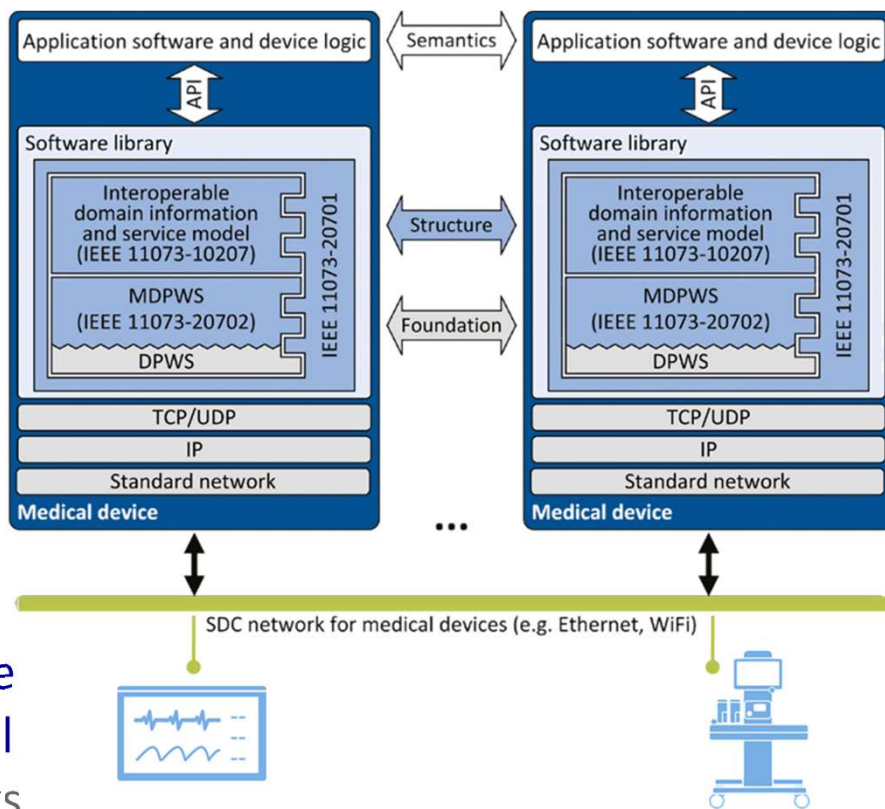 Application software and device logic
API
Software library
Interoperable
domain information
and service model
(IEEE 11073-10207)
MDPWS
(IEEE 11073-20702)
DPWS
IEEE 11073-20701
TCP/UDP
IP
Standard network
Medical device
Semantics
Structure
Foundation
...
Application software and device logic
API
Software library
Interoperable
domain information
and service model
(IEEE 11073-10207)
MDPWS
(IEEE 11073-20702)
DPWS
IEEE 11073-20701
TCP/UDP
IP
Standard network
Medical device
SDC network for medical devices (e.g. Ethernet, WiFi)